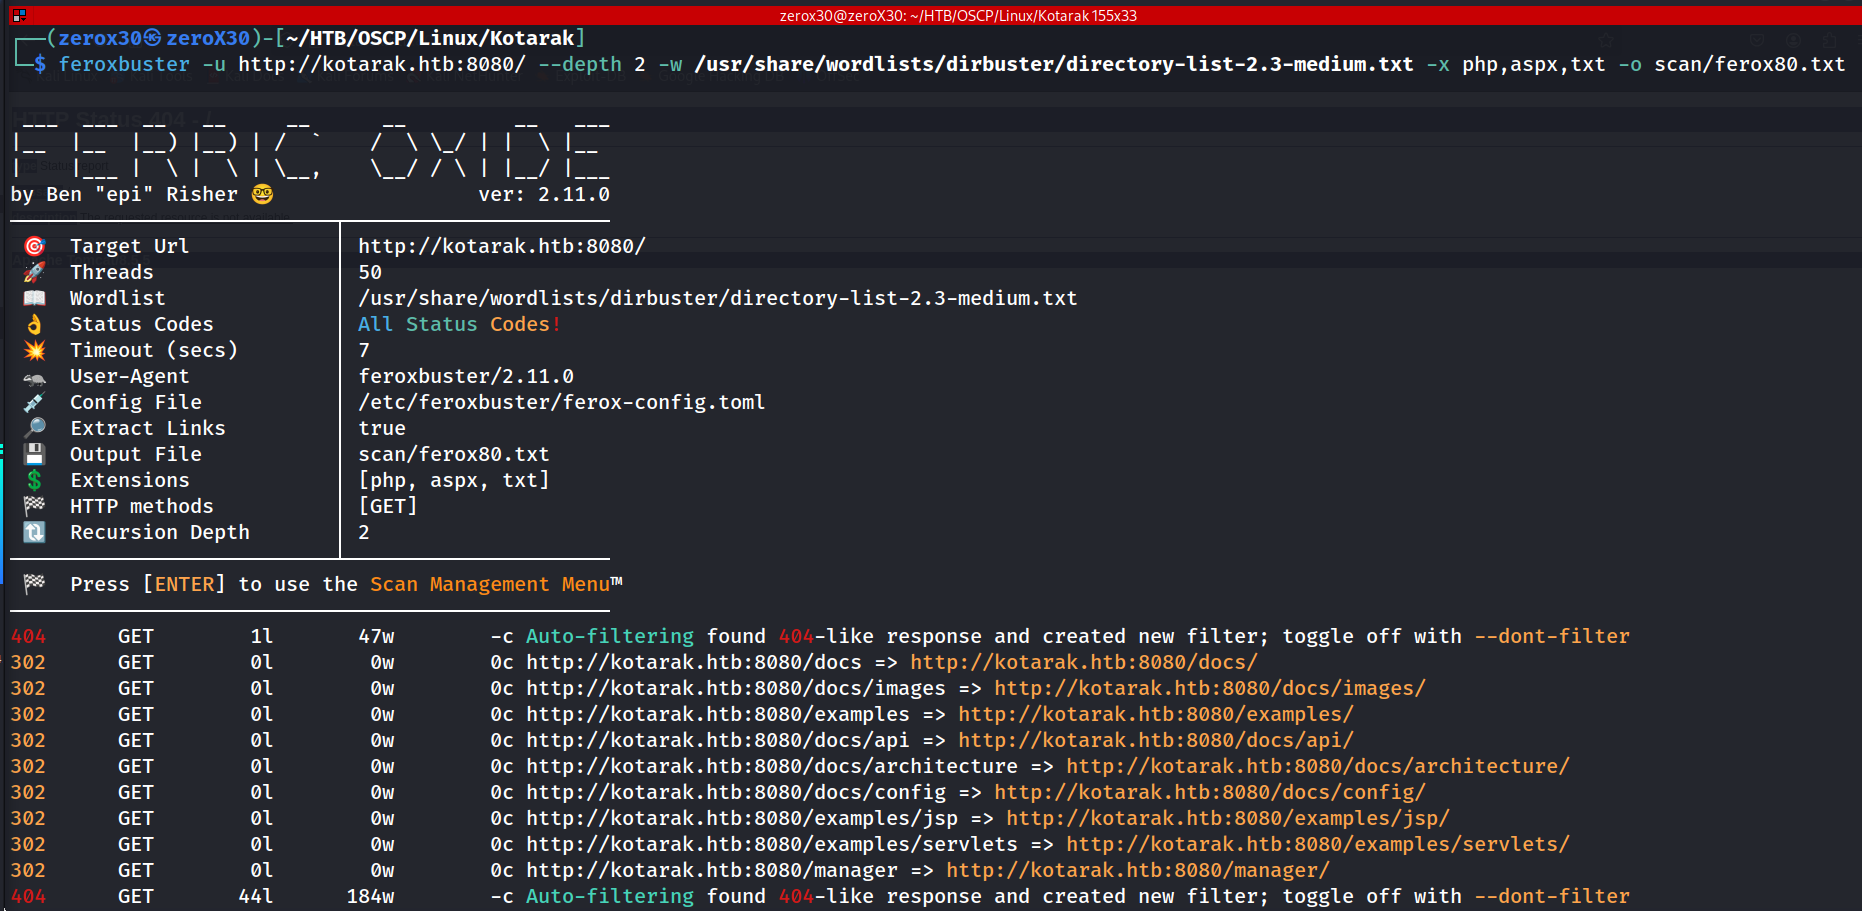 zerox30@zeroX30: ~/HTB/OSCP/Linux/Kotarak 155x33
┌──(zerox30㉿zeroX30)-[~/HTB/OSCP/Linux/Kotarak]
└─$ feroxbuster -u http://kotarak.htb:8080/ --depth 2 -w /usr/share/wordlists/dirbuster/directory-list-2.3-medium.txt -x php,aspx,txt -o scan/ferox80.txt
HTTP Status 404 - /
 ___  ___  __   __     __      __         __   ___
|__  |__  |__) |__) | /  `    /  \ \_/ | |  \ |__
|    |___ |  \ |  \ | \__,    \__/ / \ | |__/ |___
by Ben "epi" Risher 🤓                 ver: 2.11.0
🎯 Target Url │ http://kotarak.htb:8080/
🚀 Threads │ 50
📖 Wordlist │ /usr/share/wordlists/dirbuster/directory-list-2.3-medium.txt
👌 Status Codes │ All Status Codes!
💥 Timeout (secs) │ 7
🦡 User-Agent │ feroxbuster/2.11.0
💉 Config File │ /etc/feroxbuster/ferox-config.toml
🔎 Extract Links │ true
💾 Output File │ scan/ferox80.txt
💲 Extensions │ [php, aspx, txt]
🏁 HTTP methods │ [GET]
🔃 Recursion Depth │ 2
🏁 Press [ENTER] to use the Scan Management Menu™
404 GET 1l 47w -c Auto-filtering found 404-like response and created new filter; toggle off with --dont-filter
302 GET 0l 0w 0c http://kotarak.htb:8080/docs => http://kotarak.htb:8080/docs/
302 GET 0l 0w 0c http://kotarak.htb:8080/docs/images => http://kotarak.htb:8080/docs/images/
302 GET 0l 0w 0c http://kotarak.htb:8080/examples => http://kotarak.htb:8080/examples/
302 GET 0l 0w 0c http://kotarak.htb:8080/docs/api => http://kotarak.htb:8080/docs/api/
302 GET 0l 0w 0c http://kotarak.htb:8080/docs/architecture => http://kotarak.htb:8080/docs/architecture/
302 GET 0l 0w 0c http://kotarak.htb:8080/docs/config => http://kotarak.htb:8080/docs/config/
302 GET 0l 0w 0c http://kotarak.htb:8080/examples/jsp => http://kotarak.htb:8080/examples/jsp/
302 GET 0l 0w 0c http://kotarak.htb:8080/examples/servlets => http://kotarak.htb:8080/examples/servlets/
302 GET 0l 0w 0c http://kotarak.htb:8080/manager => http://kotarak.htb:8080/manager/
404 GET 44l 184w -c Auto-filtering found 404-like response and created new filter; toggle off with --dont-filter